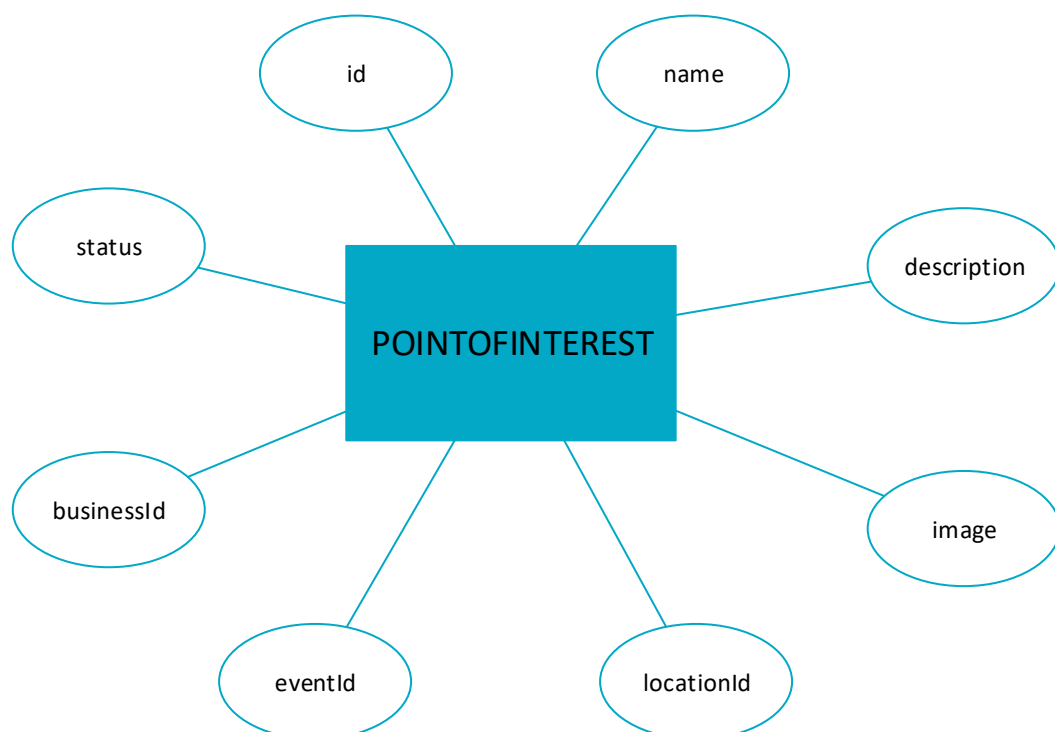 id
name
status
description
POINTOFINTEREST
businessId
image
eventId
locationId